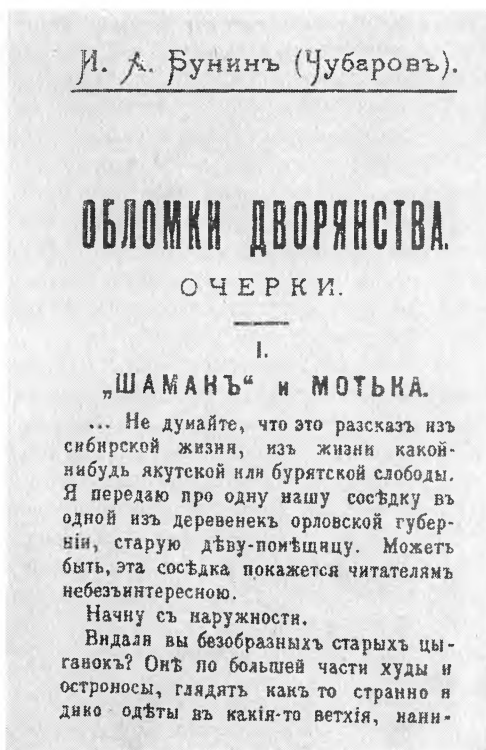 И. А. Бунинъ (Чубаровъ).
ОБЛОМКИ ДВОРЯНСТВА.
ОЧЕРКИ.
I.
„ШАМАНЪ“ и МОТЬКА.
... Не думайте, что это разсказъ изъ
сибирской жизни, изъ жизни какой-
нибудь якутской или бурятской слободы.
Я передаю про одну нашу сосѣдку въ
одной изъ деревенекъ орловской губер-
ніи, старую дѣву-помѣщицу. Можетъ
быть, эта сосѣдка покажется читателямъ
небезъинтересною.
Начну съ наружности.
Видали вы безобразныхъ старыхъ цы-
ганокъ? Онѣ по большей части худы и
остроносы, глядятъ какъ то странно и
дико одѣты въ какія-то ветхія, нани-